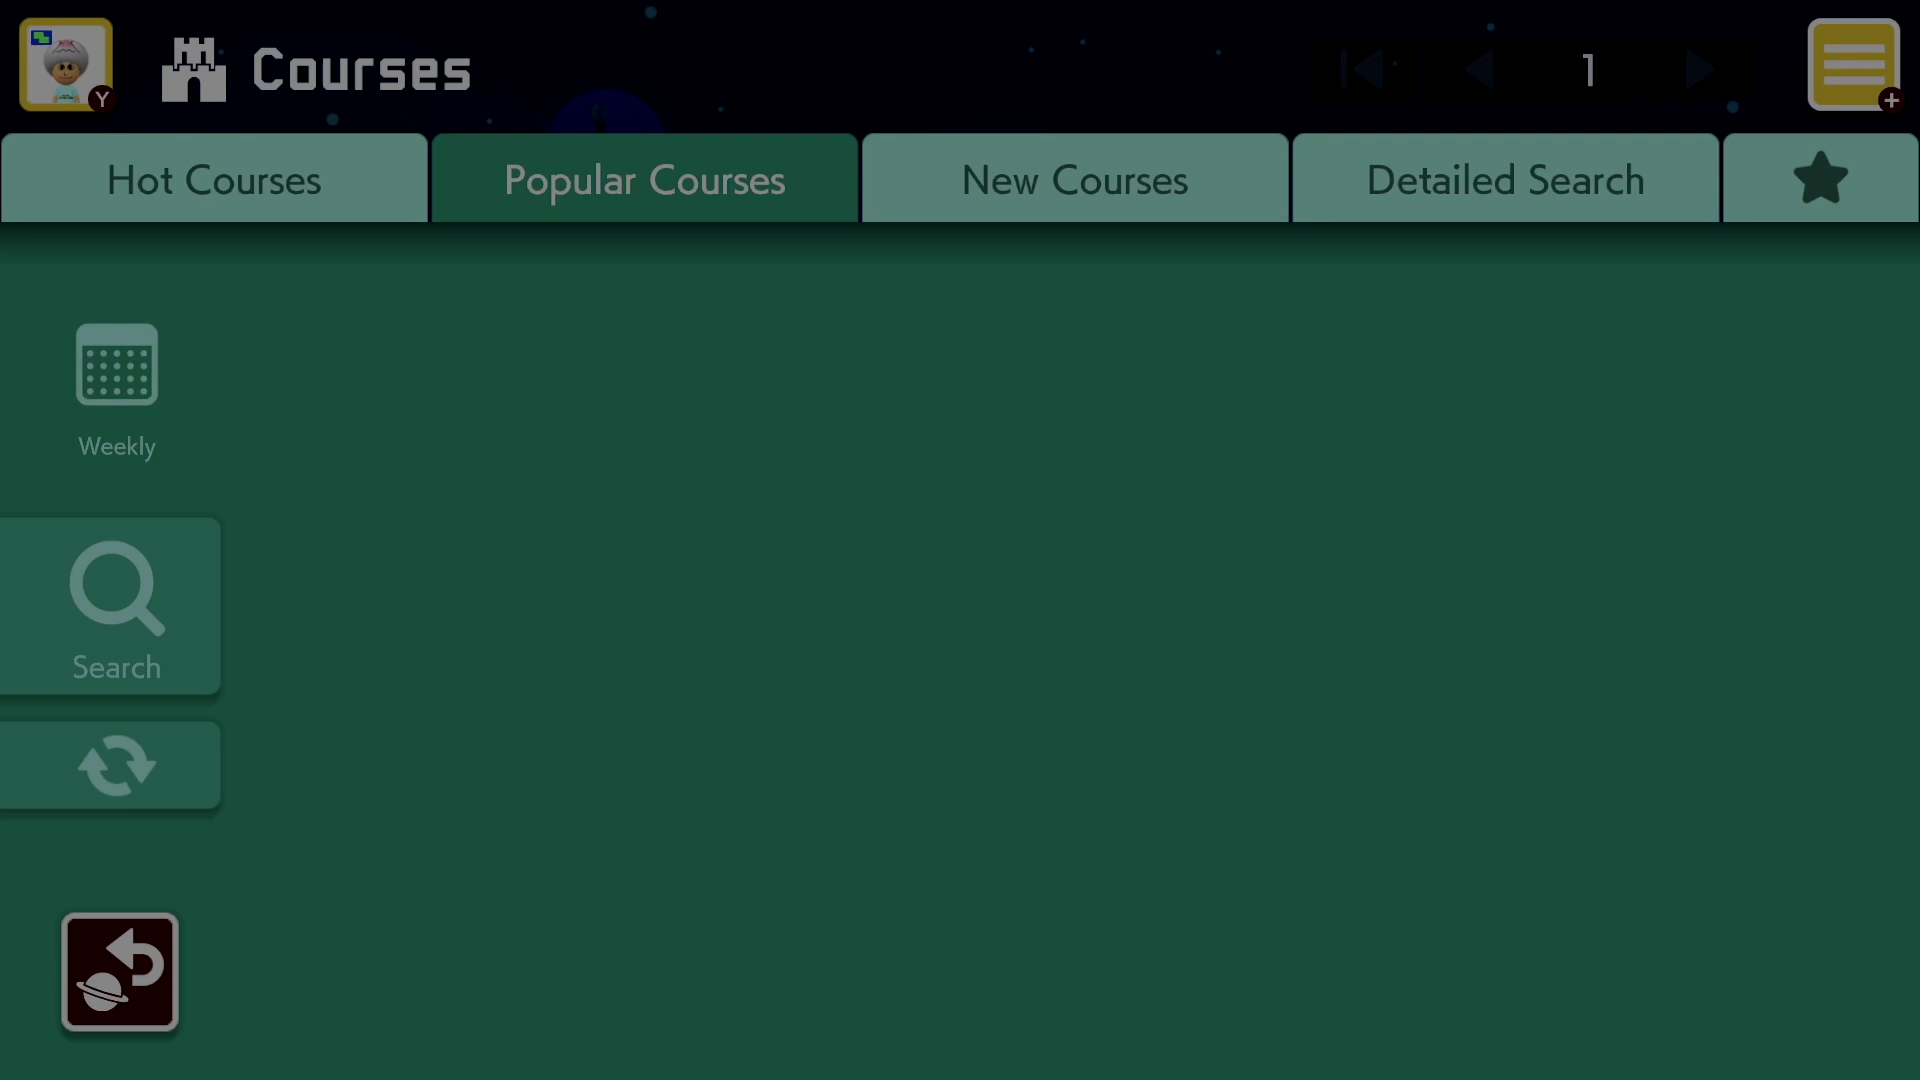 Y
Courses
1
+
Hot Courses
Popular Courses
New Courses
Detailed Search
Weekly
Search